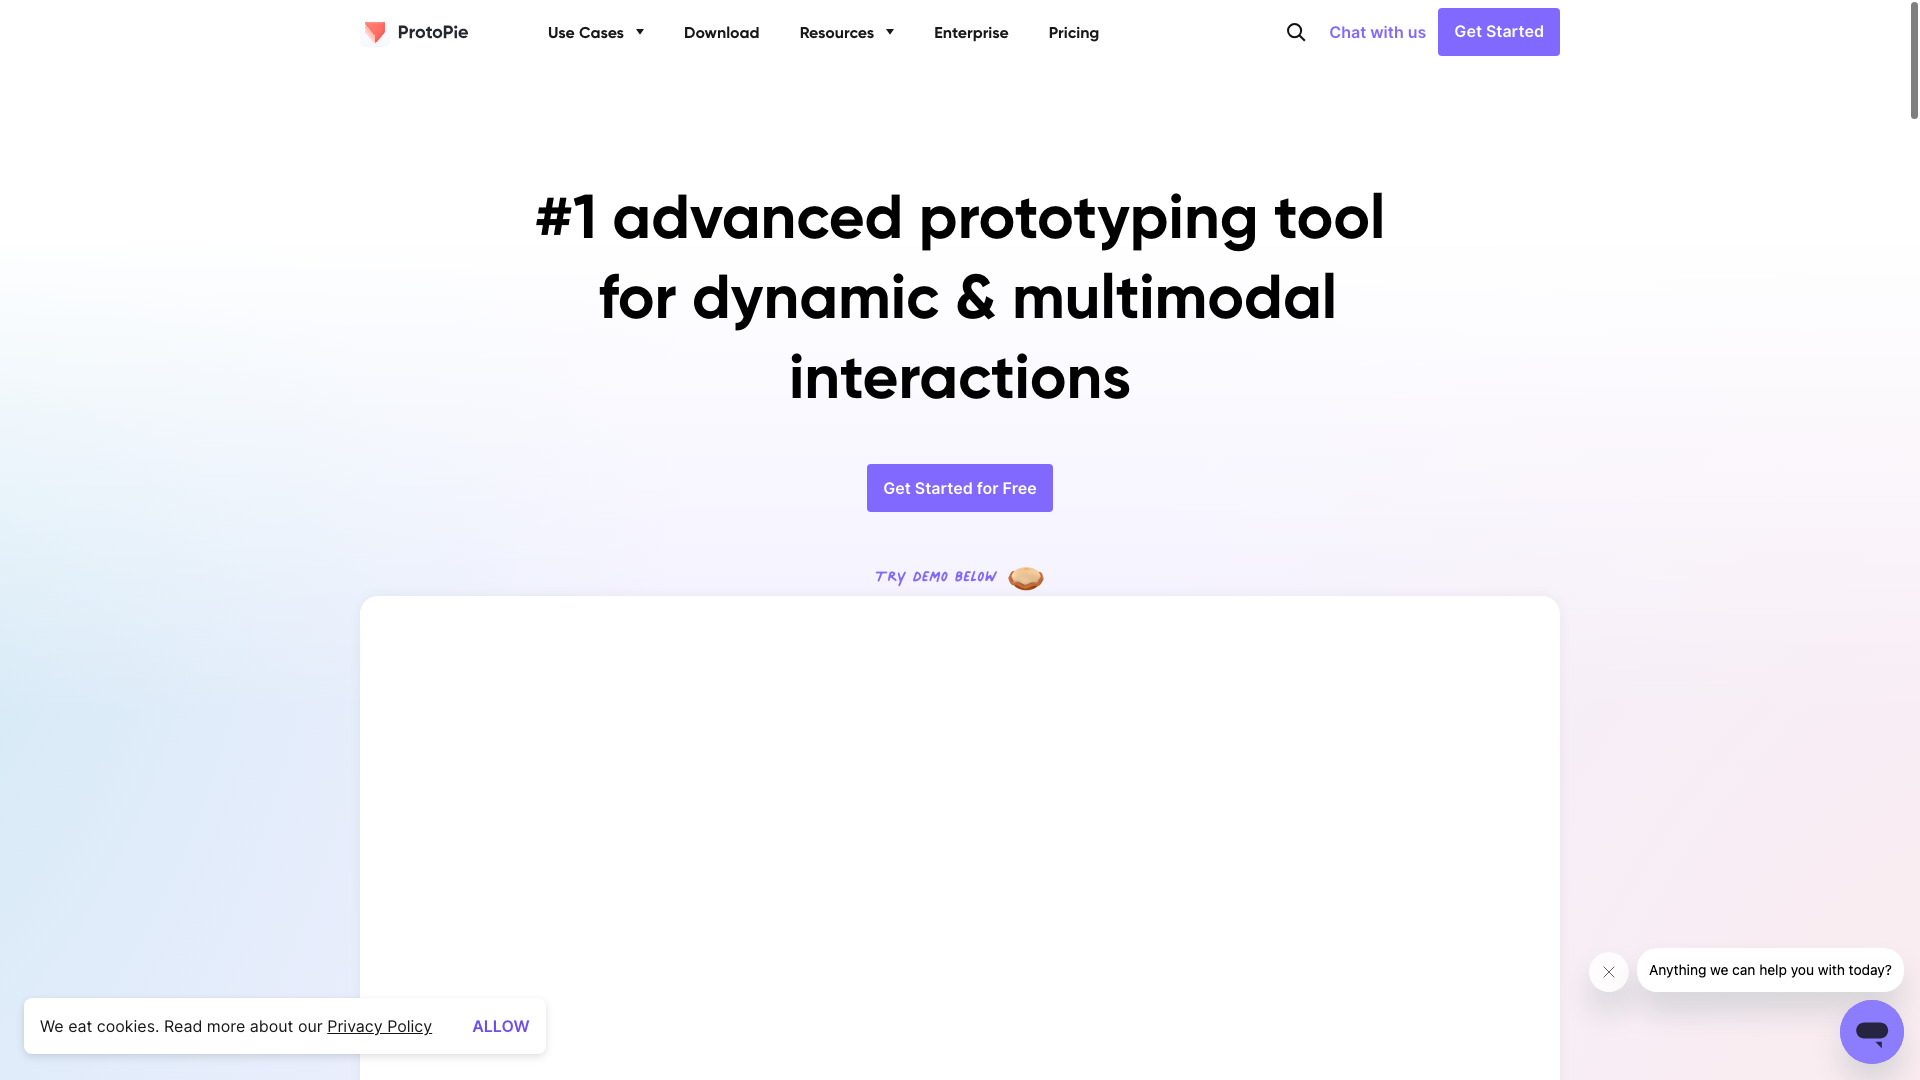 ProtoPie
Use Cases
Download
Resources
Enterprise
Pricing
Chat with us
Get Started
#1 advanced prototyping tool
for dynamic & multimodal
interactions
Get Started for Free
TRY DEMO BELOW
Anything we can help you with today?
We eat cookies. Read more about our Privacy Policy
ALLOW